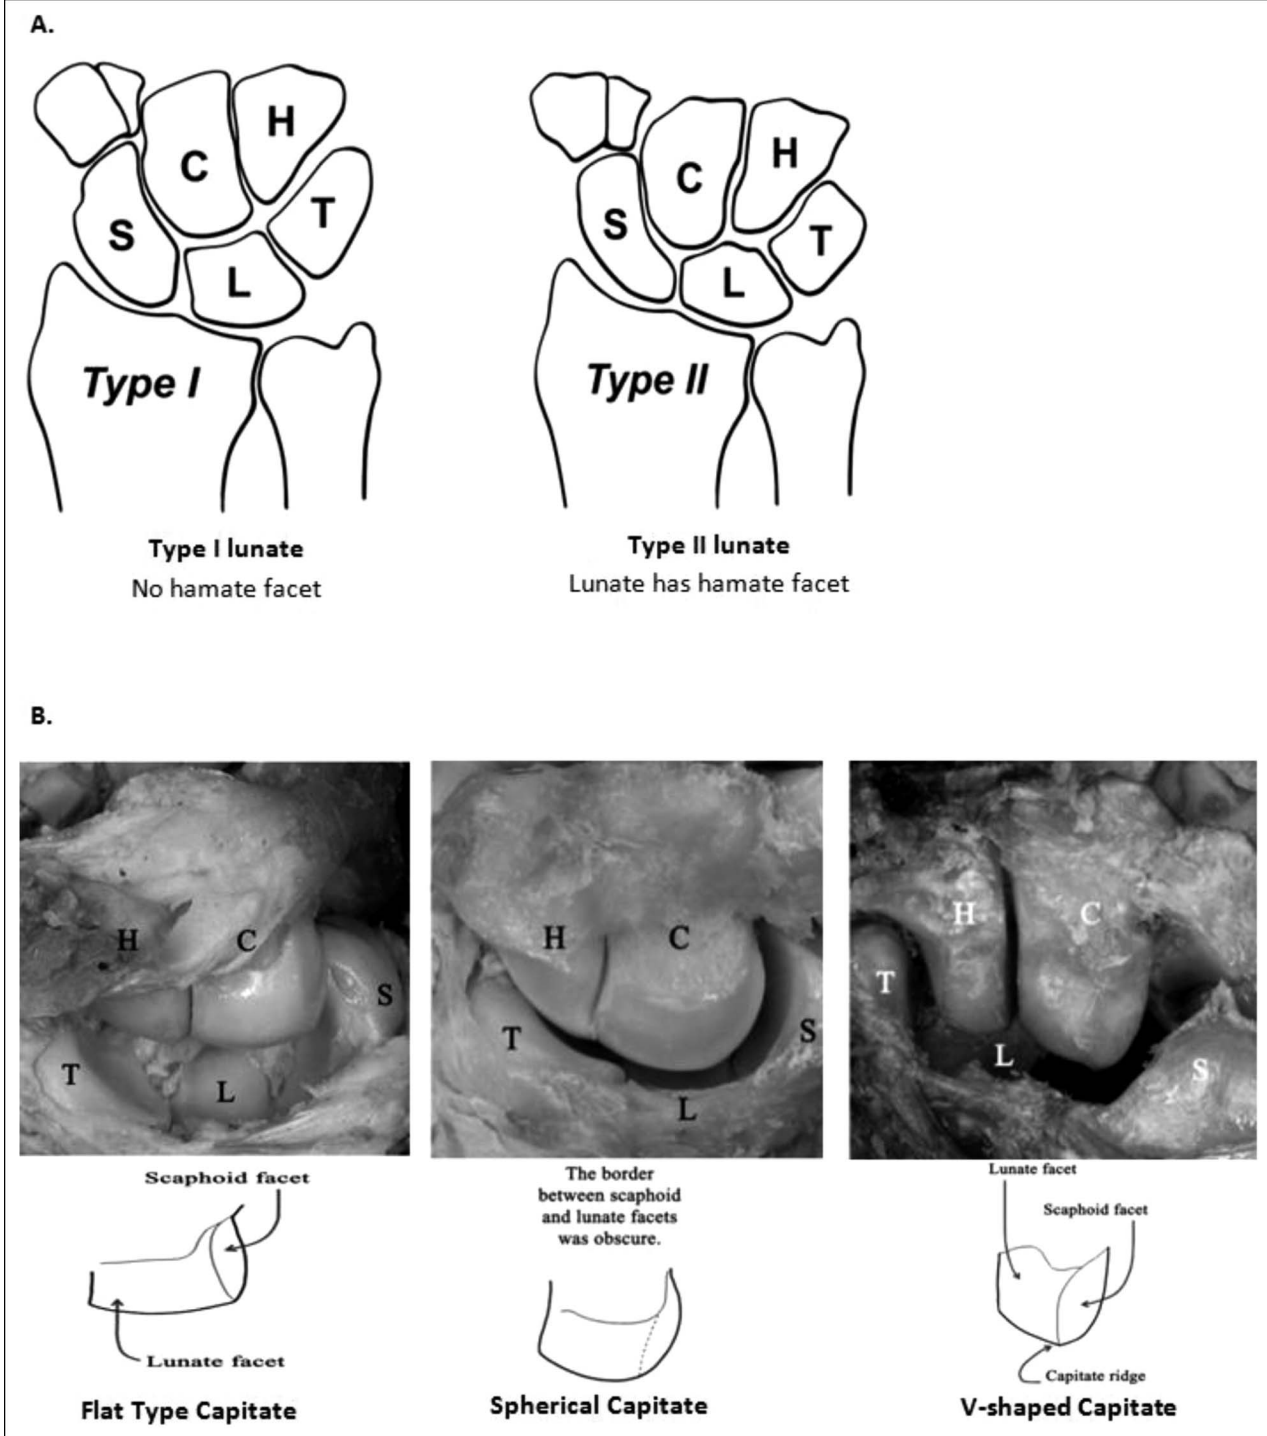 A.
C
H
S
T
L
Type I
C
H
S
T
L
Type II
Type I lunate
No hamate facet
Type II lunate
Lunate has hamate facet
B.
H
C
S
T
L
H
C
T
S
L
H
C
T
L
S
Scaphoid facet
Lunate facet
Flat Type Capitate
The border
between scaphoid
and lunate facets
was obscure.
Spherical Capitate
Lunate facet
Scaphoid facet
Capitate ridge
V-shaped Capitate